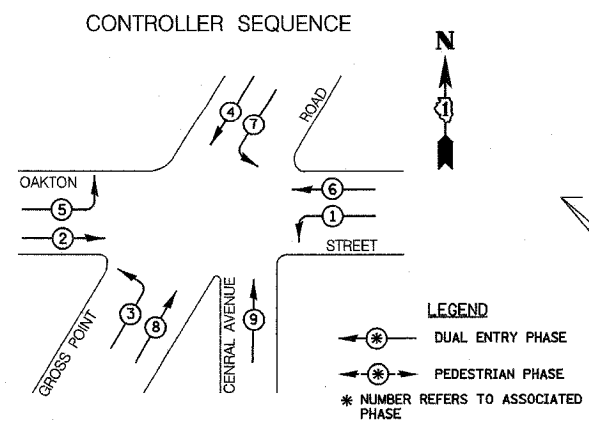 CONTROLLER SEQUENCE
N
1
4
7
ROAD
OAKTON
6
5
1
2
STREET
3
8
9
GROSS POINT
CENRAL AVENUE
LEGEND
* DUAL ENTRY PHASE
* PEDESTRIAN PHASE
* NUMBER REFERS TO ASSOCIATED
PHASE